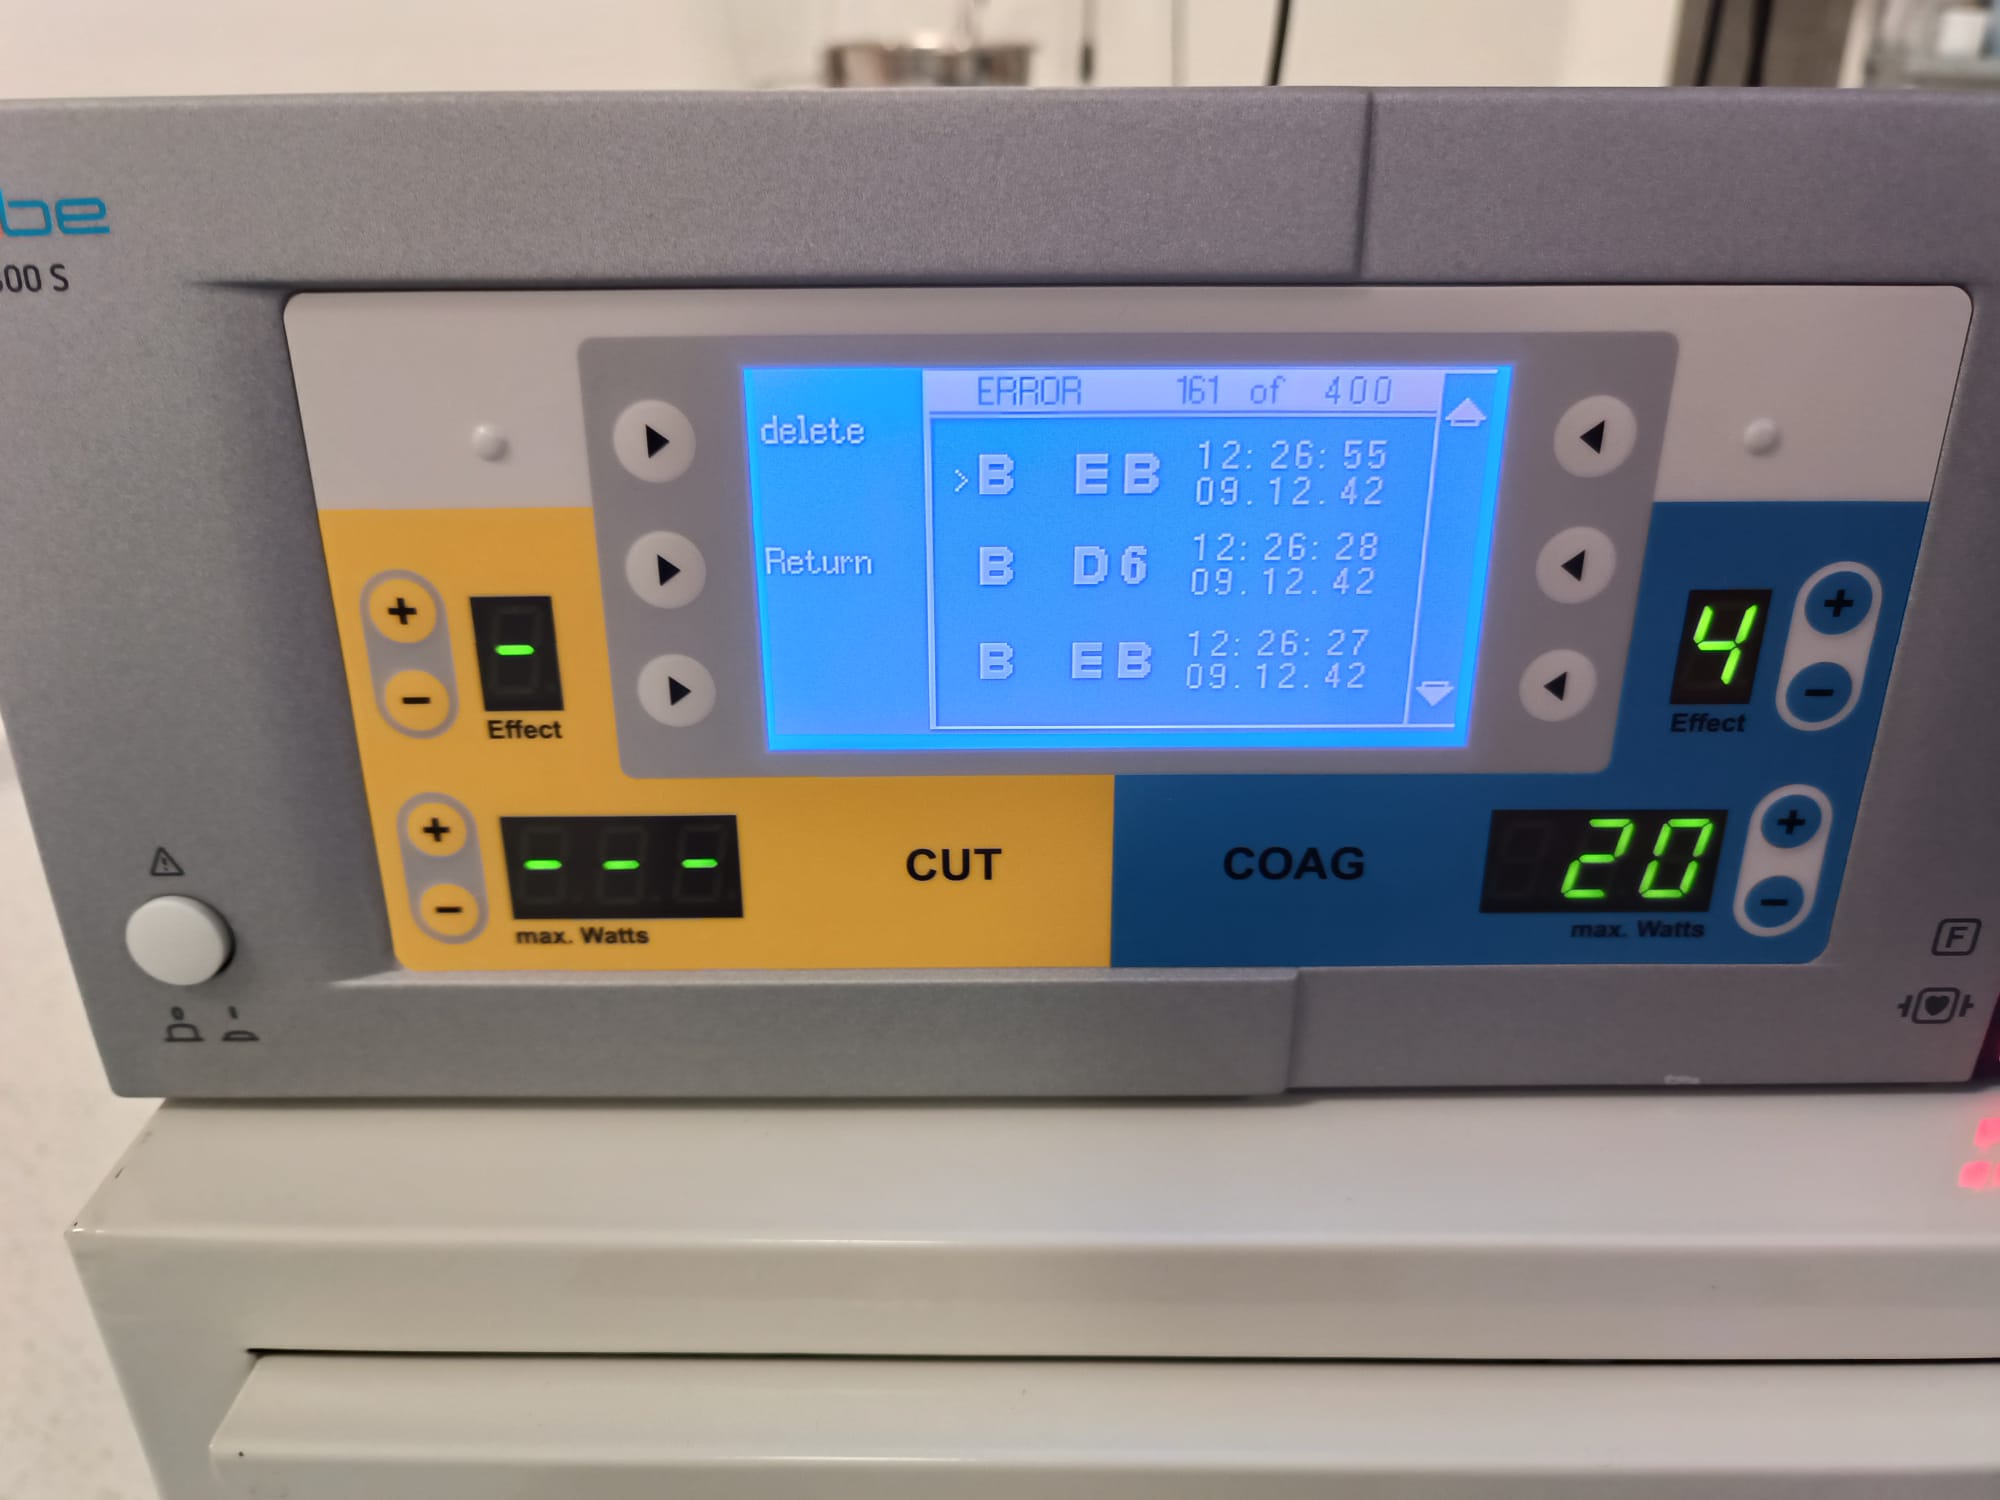 be
00 S
ERROR 161 of 400
delete
>B EB 12:26:55
09.12.42
Return
B D6 12:26:28
09.12.42
B EB 12:26:27
09.12.42
+
-
-
Effect
4
Effect
+
-
+
-
---
max. Watts
CUT
COAG
20
max. Watts
+
-
F